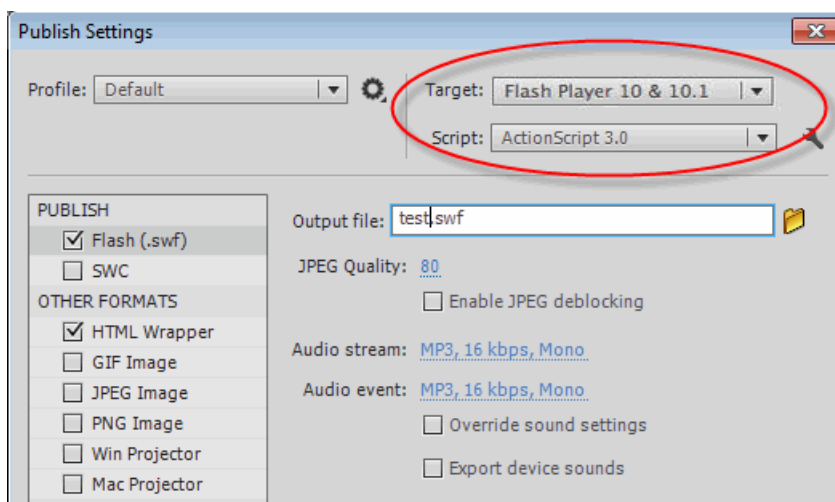 Publish Settings
Profile: Default
Target: Flash Player 10 & 10.1
Script: ActionScript 3.0
PUBLISH
Flash (.swf)
SWC
OTHER FORMATS
HTML Wrapper
GIF Image
JPEG Image
PNG Image
Win Projector
Mac Projector
Output file: test.swf
JPEG Quality: 80
Enable JPEG deblocking
Audio stream: MP3, 16 kbps, Mono
Audio event: MP3, 16 kbps, Mono
Override sound settings
Export device sounds